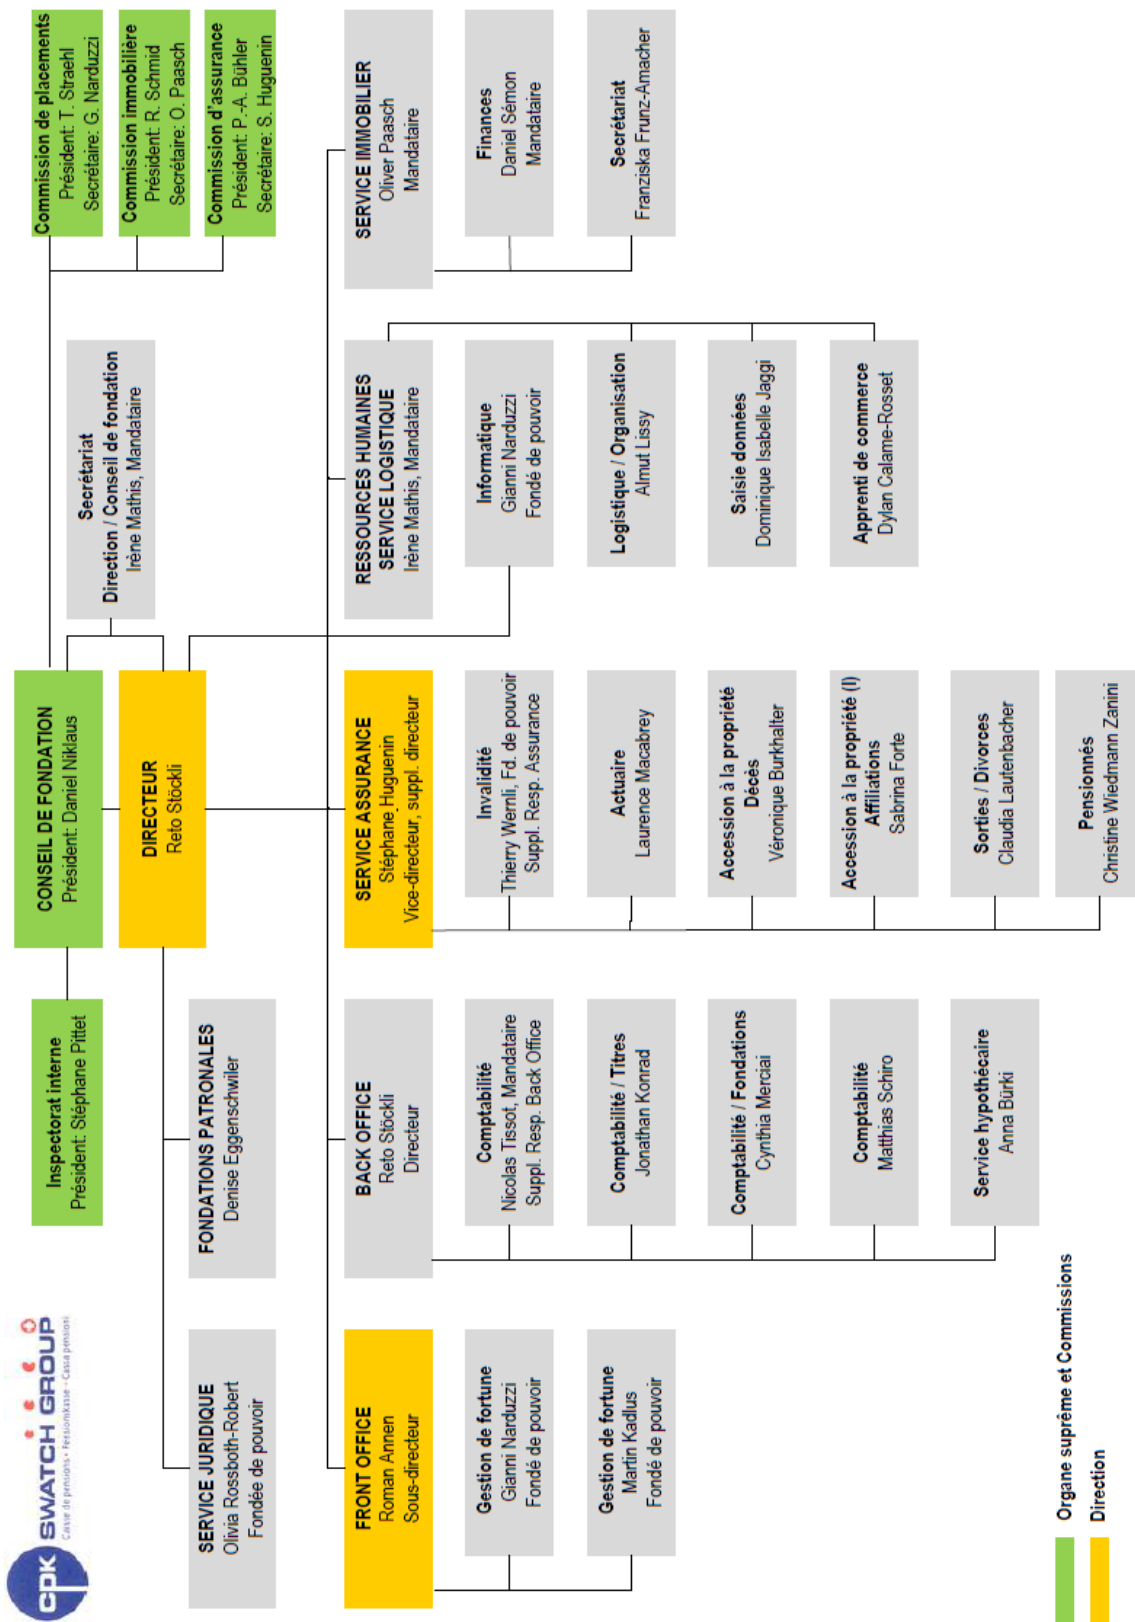 cpk SWATCH GROUP
Caisse de pensions • Pensionskasse • Cassa pensioni
Inspectorat interne
Président: Stéphane Pittet
CONSEIL DE FONDATION
Président: Daniel Niklaus
Secrétariat
Direction / Conseil de fondation
Irène Mathis, Mandataire
Commission de placements
Président: T. Straehl
Secrétaire: G. Narduzzi
Commission immobilière
Président: R. Schmid
Secrétaire: O. Paasch
Commission d'assurance
Président: P.-A. Bühler
Secrétaire: S. Huguenin
DIRECTEUR
Reto Stöckli
SERVICE JURIDIQUE
Olivia Rossboth-Robert
Fondée de pouvoir
FONDATIONS PATRONALES
Denise Eggenschwiler
FRONT OFFICE
Roman Annen
Sous-directeur
Gestion de fortune
Gianni Narduzzi
Fondé de pouvoir
Gestion de fortune
Martin Kadlus
Fondé de pouvoir
BACK OFFICE
Reto Stöckli
Directeur
Comptabilité
Nicolas Tissot, Mandataire
Suppl. Resp. Back Office
Comptabilité / Titres
Jonathan Konrad
Comptabilité / Fondations
Cynthia Merciai
Comptabilité
Matthias Schiro
Service hypothécaire
Anna Bürki
SERVICE ASSURANCE
Stéphane Huguenin
Vice-directeur, suppl. directeur
Invalidité
Thierry Wernli, Fd. de pouvoir
Suppl. Resp. Assurance
Actuaire
Laurence Macabrey
Accession à la propriété
Décès
Véronique Burkhalter
Accession à la propriété (I)
Affiliations
Sabrina Forte
Sorties / Divorces
Claudia Lautenbacher
Pensionnés
Christine Wiedmann Zanini
RESSOURCES HUMAINES
SERVICE LOGISTIQUE
Irène Mathis, Mandataire
Informatique
Gianni Narduzzi
Fondé de pouvoir
Logistique / Organisation
Almut Lissy
Saisie données
Dominique Isabelle Jaggi
Apprenti de commerce
Dylan Calame-Rosset
SERVICE IMMOBILIER
Oliver Paasch
Mandataire
Finances
Daniel Sémon
Mandataire
Secrétariat
Franziska Frunz-Amacher
Organe suprême et Commissions
Direction